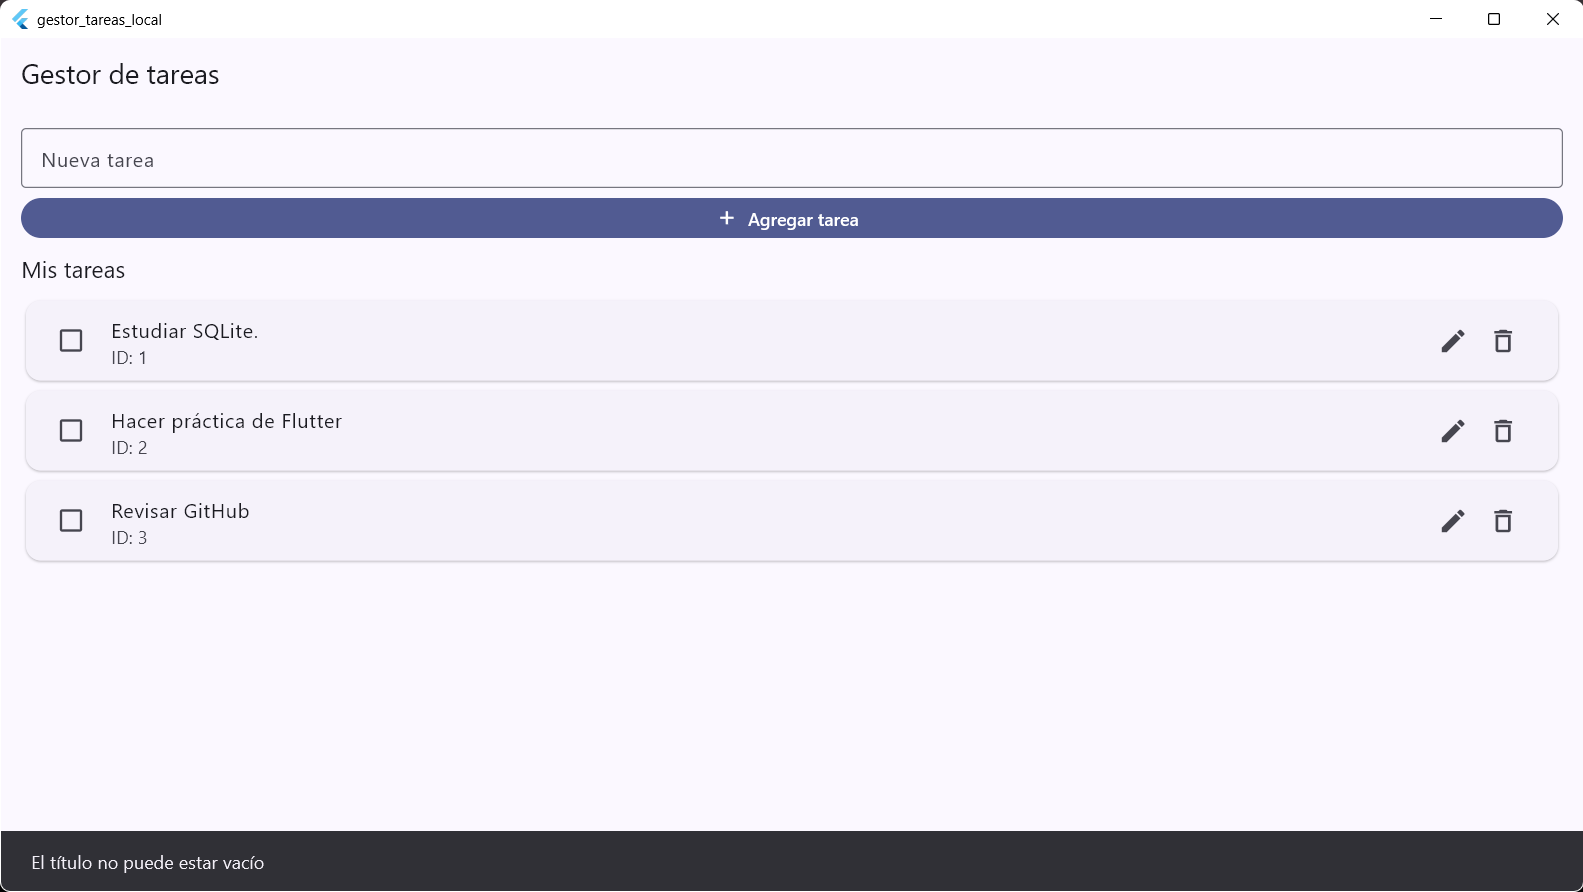 gestor_tareas_local
Gestor de tareas
Nueva tarea
+ Agregar tarea
Mis tareas
Estudiar SQLite.
ID: 1
Hacer práctica de Flutter
ID: 2
Revisar GitHub
ID: 3
El título no puede estar vacío